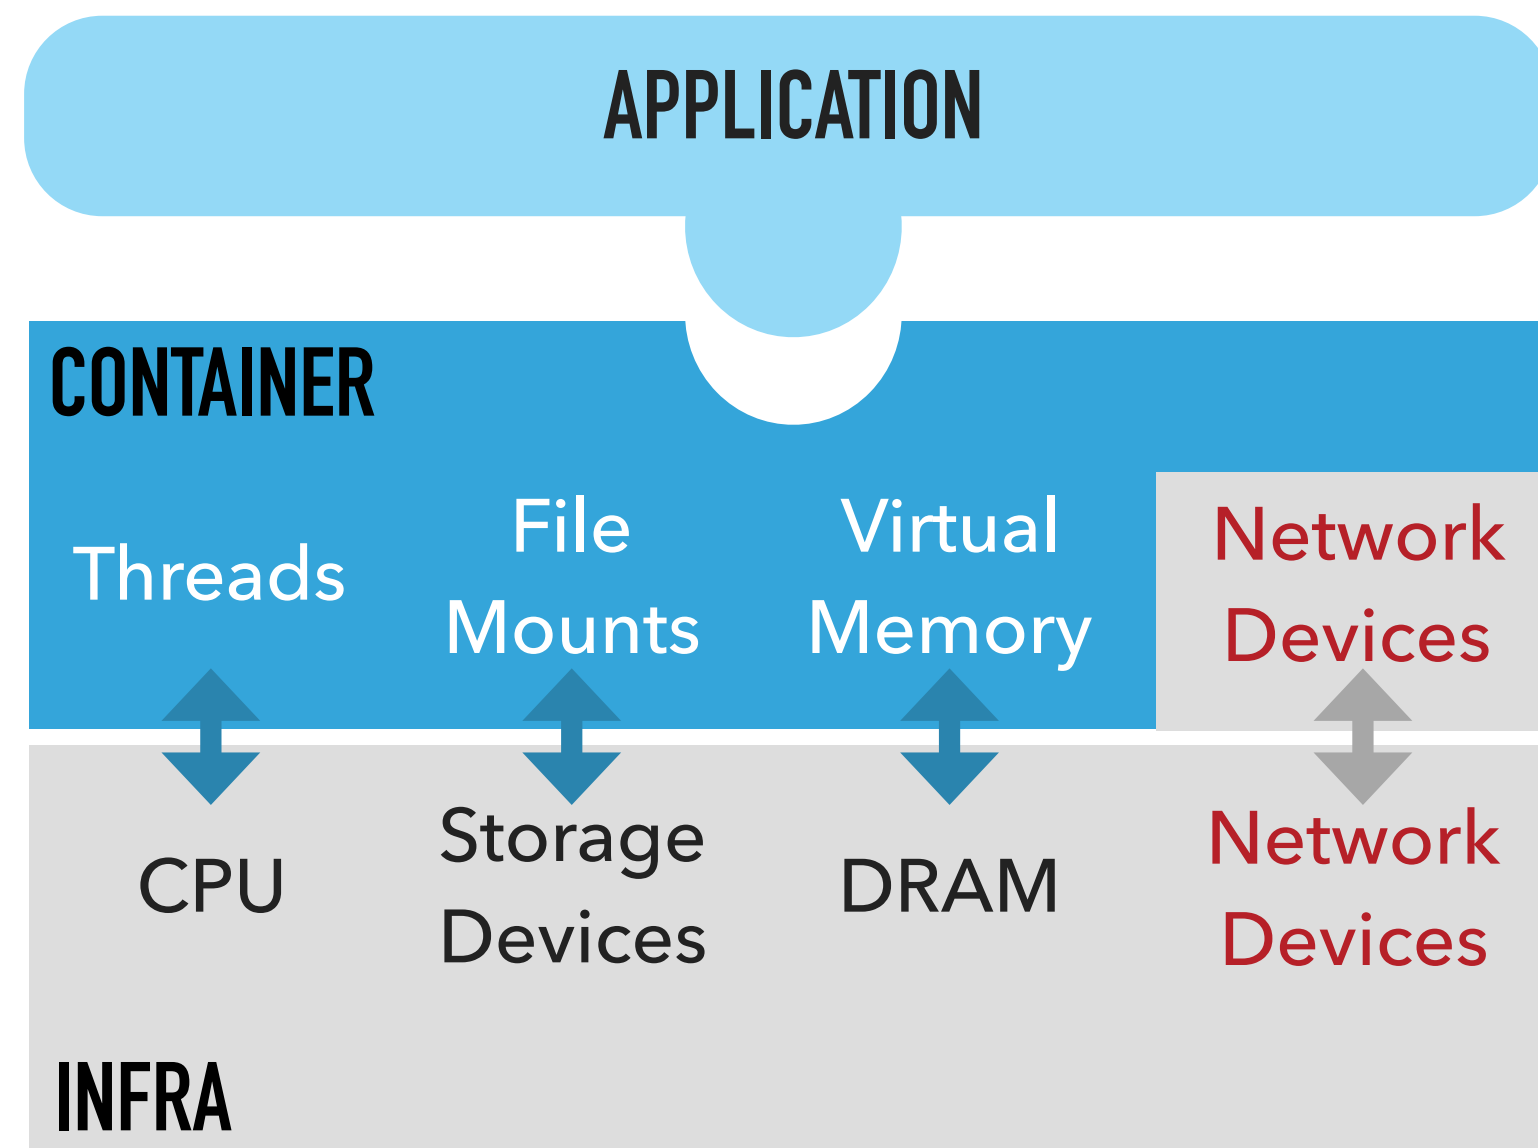 APPLICATION
CONTAINER
Threads
File
Mounts
Virtual
Memory
Network
Devices
CPU
Storage
Devices
DRAM
Network
Devices
INFRA